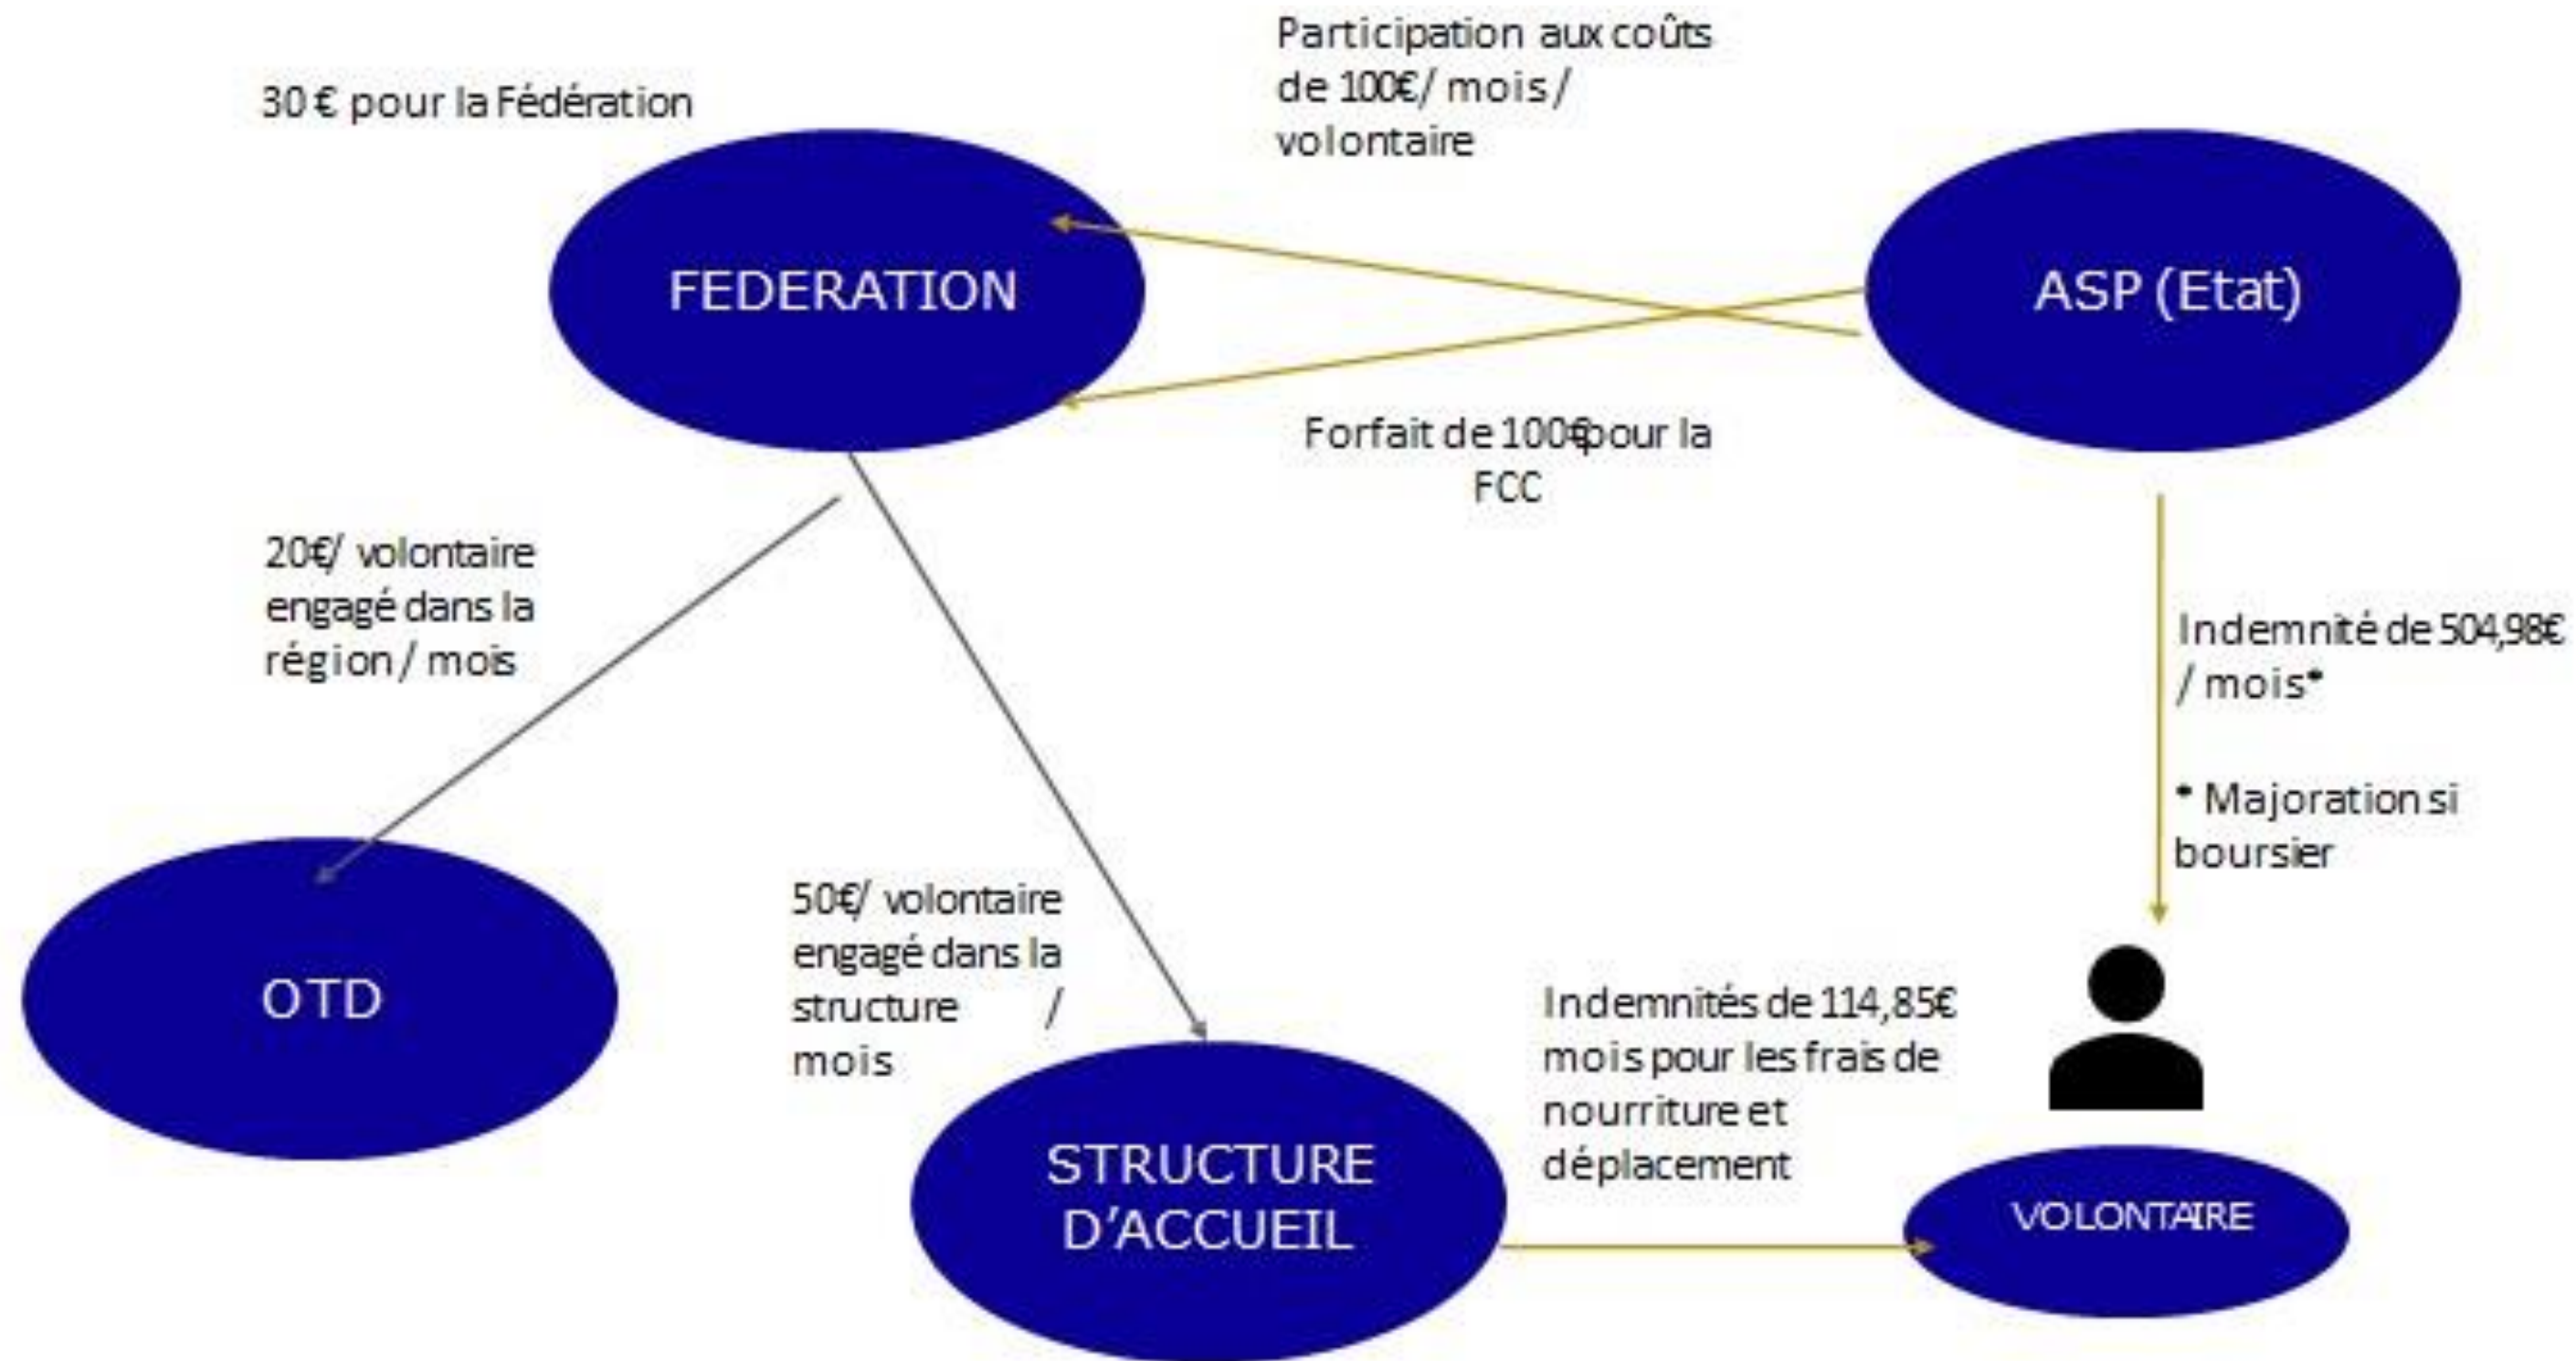 Participation aux coûts
de 100€/ mois /
volontaire
30 € pour la Fédération
FEDERATION
ASP (Etat)
Forfait de 100€pour la
FCC
20€/ volontaire
engagé dans la
région / mois
Indemnité de 504,98€
/ mois*
* Majoration si
boursier
50€/ volontaire
engagé dans la
structure /
mois
OTD
Indemnités de 114,85€
mois pour les frais de
nourriture et
déplacement
STRUCTURE
D'ACCUEIL
VOLONTAIRE